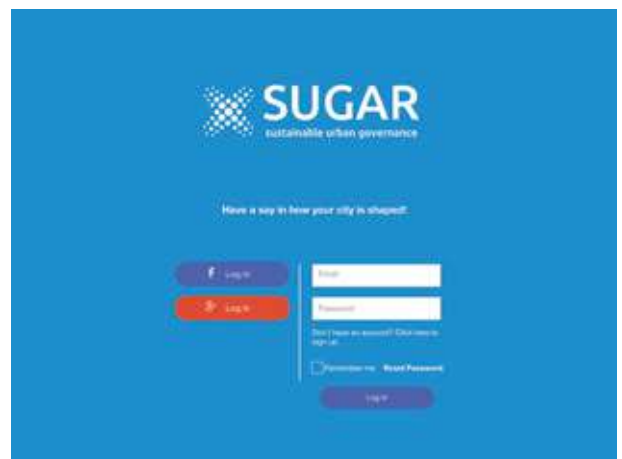 SUGAR
sustainable urban governance
Have a say in how your city is shaped!
f Log in
g+ Log in
Email
Password
Don't have an account? Click here to
sign up
Remember me Reset Password
Log in